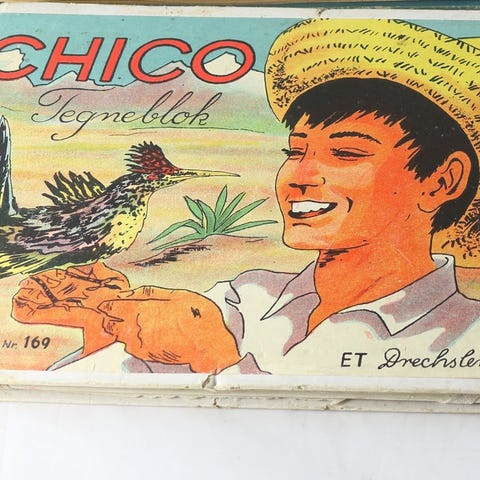 CHICO
Tegneblok
Nr. 169
ET Drechsler